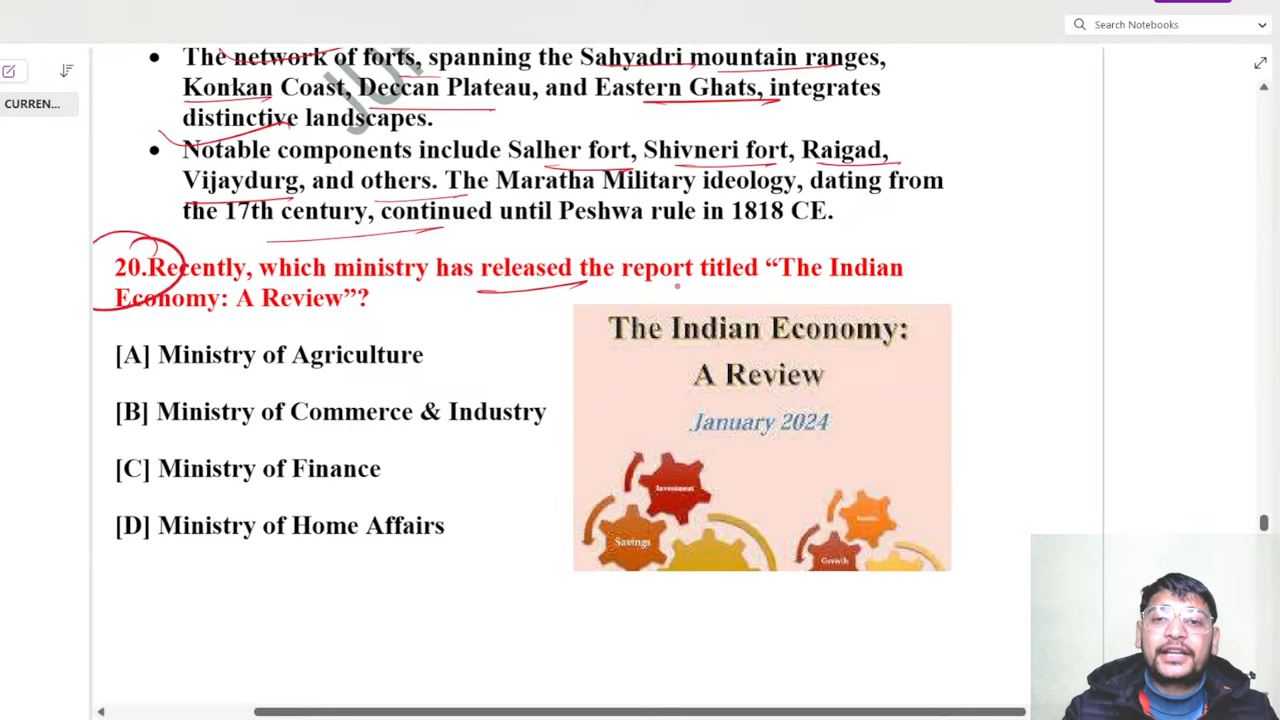 Search Notebooks
CURREN...
• The network of forts, spanning the Sahyadri mountain ranges,
Konkan Coast, Deccan Plateau, and Eastern Ghats, integrates
distinctive landscapes.
• Notable components include Salher fort, Shivneri fort, Raigad,
Vijaydurg, and others. The Maratha Military ideology, dating from
the 17th century, continued until Peshwa rule in 1818 CE.
20.Recently, which ministry has released the report titled “The Indian
Economy: A Review”?
[A] Ministry of Agriculture
[B] Ministry of Commerce & Industry
[C] Ministry of Finance
[D] Ministry of Home Affairs
The Indian Economy:
A Review
January 2024
Investment
Savings
Growth